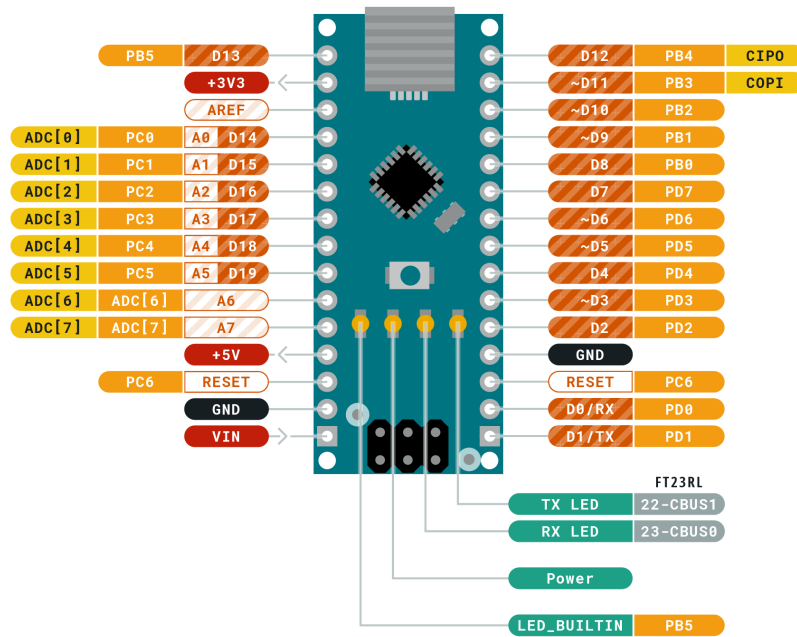 PB5 D13 D12 PB4 CIPO
+3V3 ~D11 PB3 COPI
AREF ~D10 PB2
ADC[0] PC0 A0 D14 ~D9 PB1
ADC[1] PC1 A1 D15 D8 PB0
ADC[2] PC2 A2 D16 D7 PD7
ADC[3] PC3 A3 D17 ~D6 PD6
ADC[4] PC4 A4 D18 ~D5 PD5
ADC[5] PC5 A5 D19 D4 PD4
ADC[6] ADC[6] A6 ~D3 PD3
ADC[7] ADC[7] A7 D2 PD2
+5V GND
PC6 RESET RESET PC6
GND D0/RX PD0
VIN D1/TX PD1
FT23RL
TX LED 22-CBUS1
RX LED 23-CBUS0
Power
LED_BUILTIN PB5